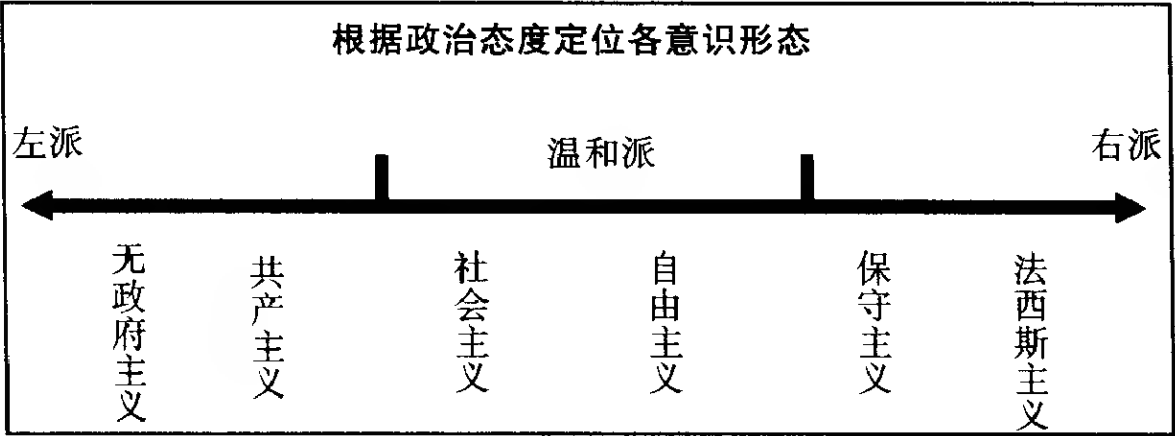 根据政治态度定位各意识形态
左派
温和派
右派
无政府主义
共产主义
社会主义
自由主义
保守主义
法西斯主义